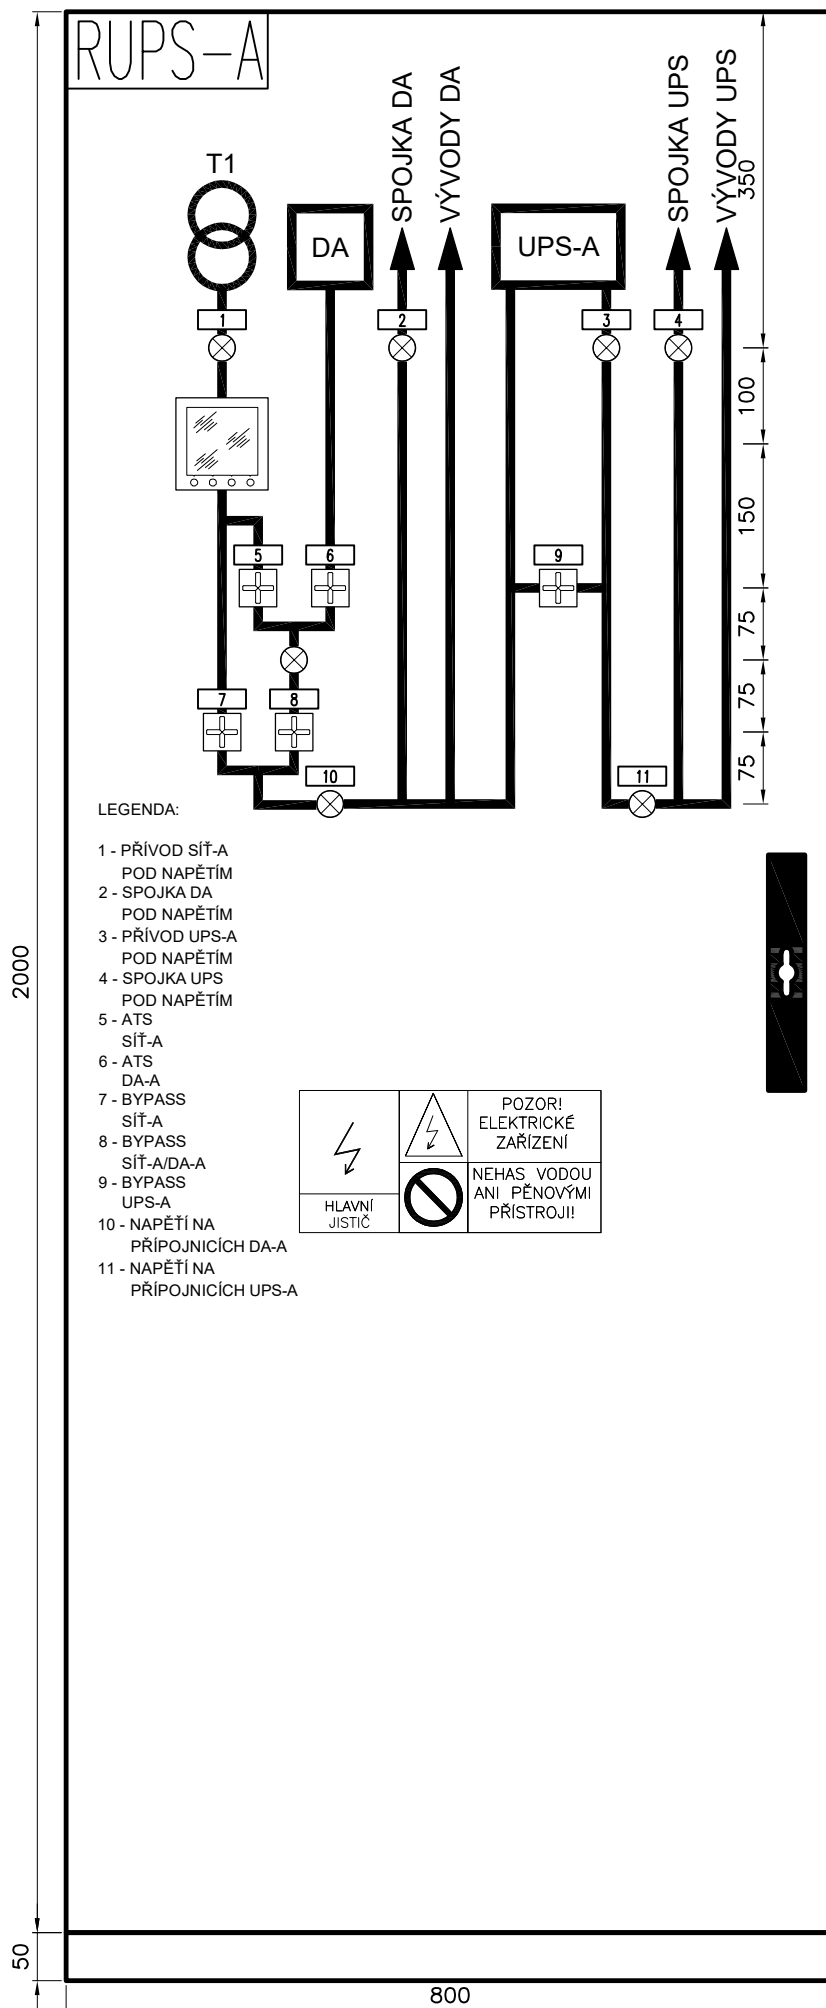 RUPS-A
SPOJKA DA
VÝVODY DA
SPOJKA UPS
VÝVODY UPS
T1
DA
UPS-A
350
1
2
3
4
100
150
5
6
9
75
7
8
75
10
11
75
LEGENDA:
1 - PŘÍVOD SÍŤ-A
POD NAPĚTÍM
2 - SPOJKA DA
POD NAPĚTÍM
3 - PŘÍVOD UPS-A
POD NAPĚTÍM
4 - SPOJKA UPS
POD NAPĚTÍM
5 - ATS
SÍŤ-A
6 - ATS
DA-A
7 - BYPASS
SÍŤ-A
8 - BYPASS
SÍŤ-A/DA-A
9 - BYPASS
UPS-A
10 - NAPĚTÍ NA
PŘÍPOJNICÍCH DA-A
11 - NAPĚTÍ NA
PŘÍPOJNICÍCH UPS-A
2000
HLAVNÍ
JISTIČ
POZOR!
ELEKTRICKÉ
ZAŘÍZENÍ
NEHAS VODOU
ANI PĚNOVÝMI
PŘÍSTROJI!
50
800